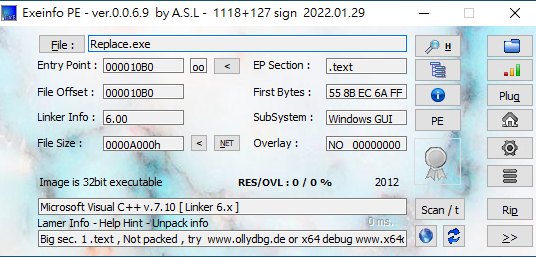 Exeinfo PE - ver.0.0.6.9 by A.S.L - 1118+127 sign 2022.01.29
File : Replace.exe H
Entry Point : 000010B0 oo < EP Section : .text
File Offset : 000010B0 First Bytes : 55 8B EC 6A FF Plug
Linker Info : 6.00 SubSystem : Windows GUI PE
File Size : 0000A000h < NET Overlay : NO 00000000
Image is 32bit executable RES/OVL : 0 / 0 % 2012
Microsoft Visual C++ v.7.10 [ Linker 6.x ] Scan / t Rip
Lamer Info - Help Hint - Unpack info 0 ms.
Big sec. 1 .text , Not packed , try www.ollydbg.de or x64 debug www.x64 >>